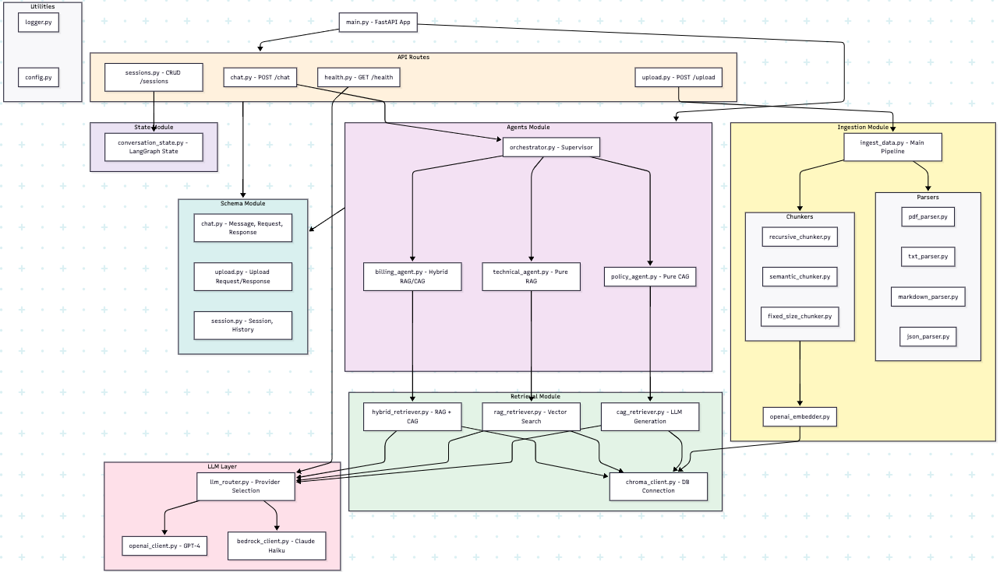 Utilities
logger.py
config.py
main.py - FastAPI App
API Routes
sessions.py - CRUD
/sessions
chat.py - POST /chat
health.py - GET /health
upload.py - POST /upload
State Module
conversation_state.py -
LangGraph State
Schema Module
chat.py - Message, Request,
Response
upload.py - Upload
Request/Response
session.py - Session,
History
Agents Module
orchestrator.py - Supervisor
billing_agent.py - Hybrid
RAG/CAG
technical_agent.py - Pure
RAG
policy_agent.py - Pure CAG
Ingestion Module
ingest_data.py - Main
Pipeline
Chunkers
recursive_chunker.py
semantic_chunker.py
fixed_size_chunker.py
Parsers
pdf_parser.py
txt_parser.py
markdown_parser.py
json_parser.py
openai_embedder.py
Retrieval Module
hybrid_retriever.py - RAG +
CAG
rag_retriever.py - Vector
Search
cag_retriever.py - LLM
Generation
chroma_client.py - DB
Connection
LLM Layer
llm_router.py - Provider
Selection
openai_client.py - GPT-4
bedrock_client.py - Claude
Haiku